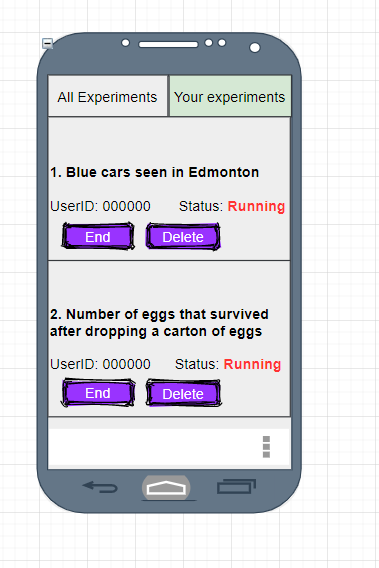 All Experiments
Your experiments
1. Blue cars seen in Edmonton
UserID: 000000 Status: Running
End Delete
2. Number of eggs that survived
after dropping a carton of eggs
UserID: 000000 Status: Running
End Delete